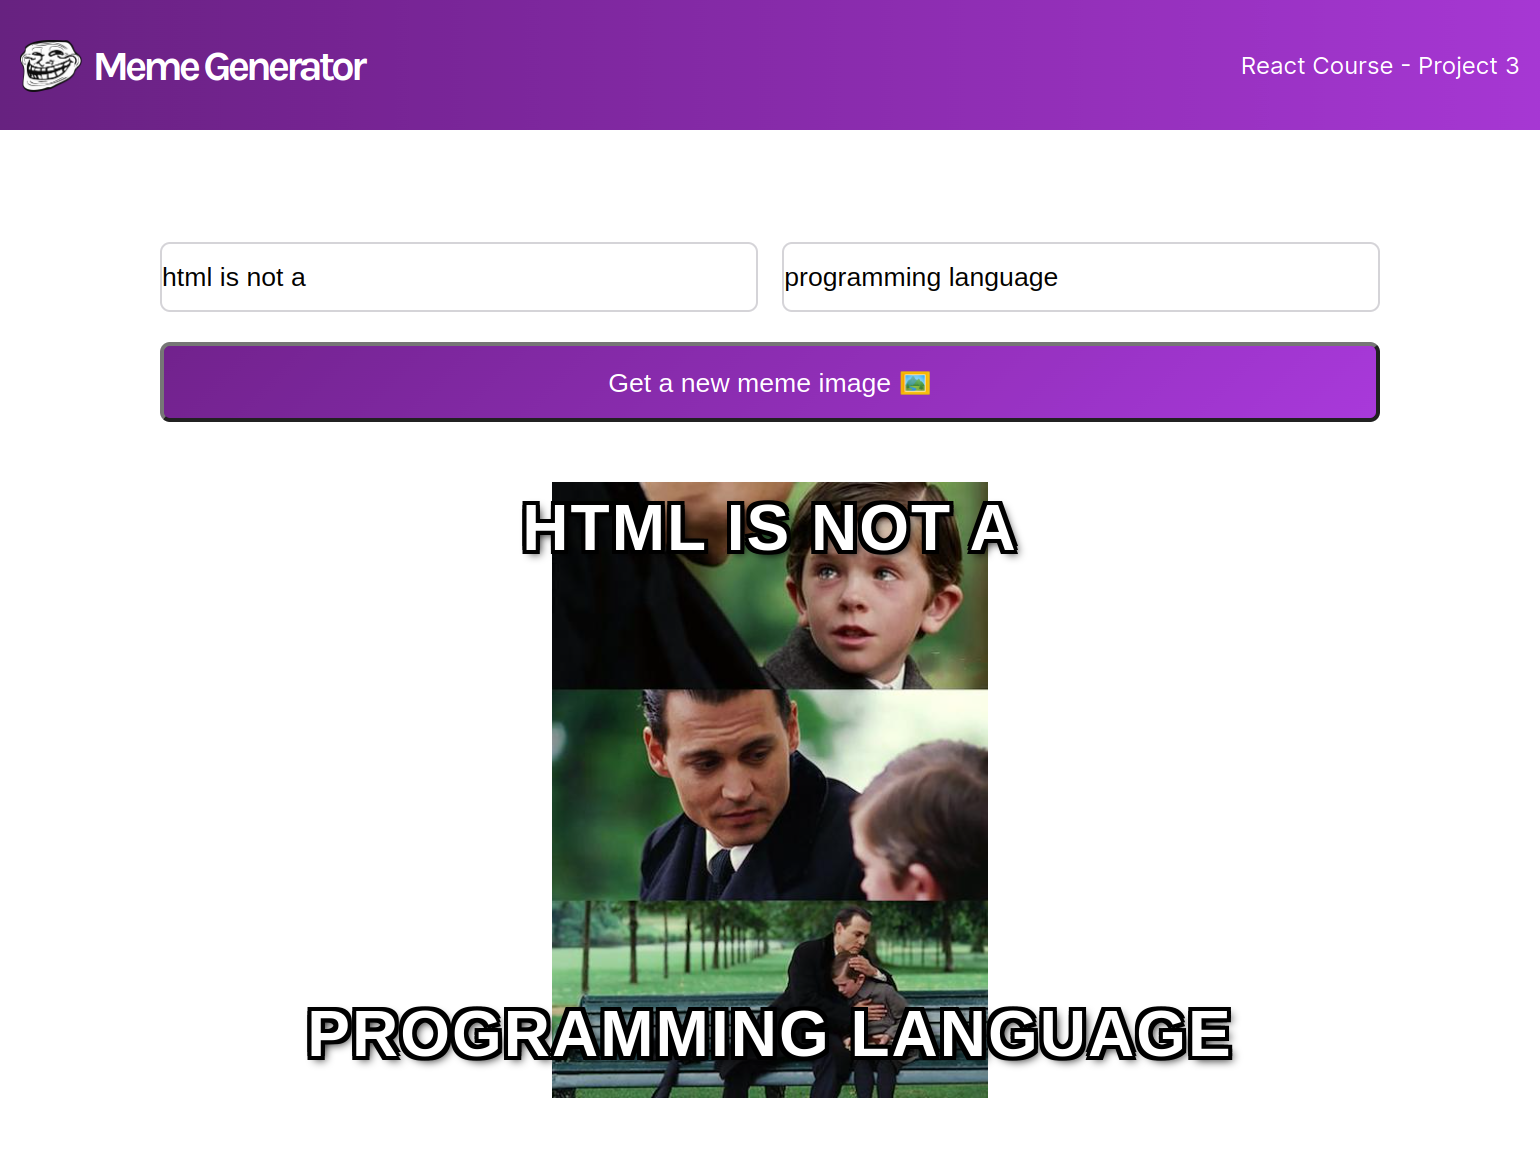 Meme Generator
React Course - Project 3
html is not a
programming language
Get a new meme image
HTML IS NOT A
PROGRAMMING LANGUAGE